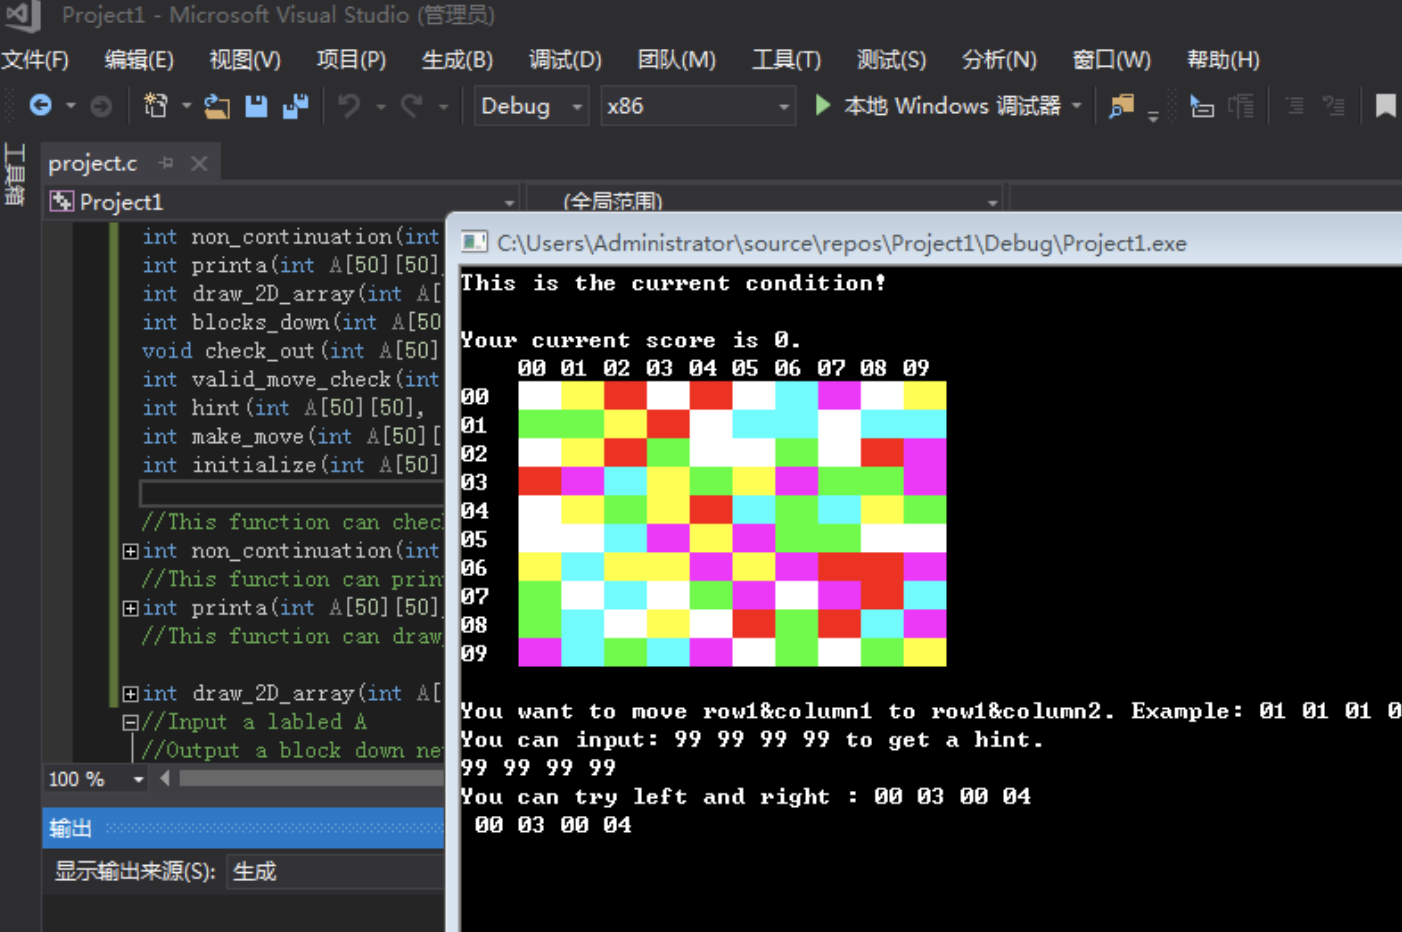 Project1 - Microsoft Visual Studio (管理员)
文件(F) 编辑(E) 视图(V) 项目(P) 生成(B) 调试(D) 团队(M) 工具(T) 测试(S) 分析(N) 窗口(W) 帮助(H)
Debug x86 本地 Windows 调试器
工具箱
project.c
Project1 (全局范围)
int non_continuation(int
int printa(int A[50][50]
int draw_2D_array(int A[
int blocks_down(int A[50
void check_out(int A[50]
int valid_move_check(int
int hint(int A[50][50],
int make_move(int A[50][
int initialize(int A[50]
//This function can chec
int non_continuation(int
//This function can prin
int printa(int A[50][50]
//This function can draw
int draw_2D_array(int A[
//Input a labled A
//Output a block down ne
100 %
输出
显示输出来源(S): 生成
C:\Users\Administrator\source\repos\Project1\Debug\Project1.exe
This is the current condition!
Your current score is 0.
00 01 02 03 04 05 06 07 08 09
00
01
02
03
04
05
06
07
08
09
You want to move row1&column1 to row1&column2. Example: 01 01 01 0
You can input: 99 99 99 99 to get a hint.
99 99 99 99
You can try left and right : 00 03 00 04
00 03 00 04